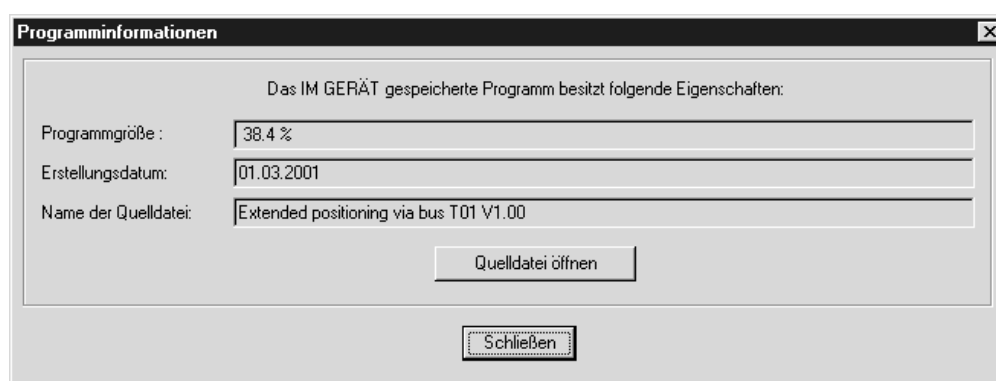 Programminformationen
Das IM GERÄT gespeicherte Programm besitzt folgende Eigenschaften:
Programmgröße : 38.4 %
Erstellungsdatum: 01.03.2001
Name der Quelldatei: Extended positioning via bus T01 V1.00
Quelldatei öffnen
Schließen